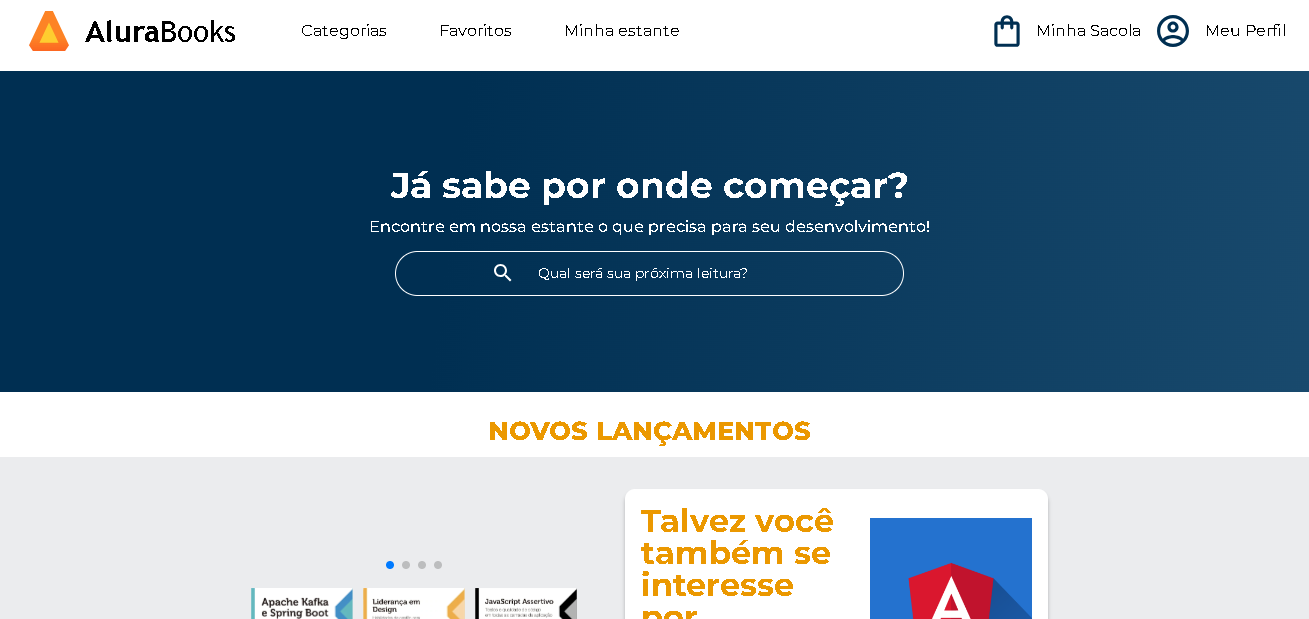 AluraBooks
Categorias
Favoritos
Minha estante
Minha Sacola
Meu Perfil
Já sabe por onde começar?
Encontre em nossa estante o que precisa para seu desenvolvimento!
Qual será sua próxima leitura?
NOVOS LANÇAMENTOS
Talvez você
também se
interesse
por
Apache Kafka
e Spring Boot
Liderança em
Design
JavaScript Assertivo